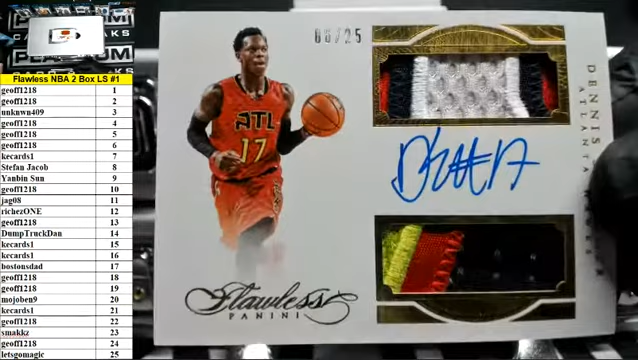 Flawless NBA 2 Box LS #1
geoff1218 1
geoff1218 2
unknwn409 3
geoff1218 4
geoff1218 5
geoff1218 6
kecards1 7
Stefan Jacob 8
Yanbin Sun 9
geoff1218 10
jag08 11
richezONE 12
geoff1218 13
DumpTruckDan 14
kecards1 15
kecards1 16
bostonsdad 17
geoff1218 18
geoff1218 19
mojoben9 20
kecards1 21
geoff1218 22
smakkz 23
geoff1218 24
letsgomagic 25
/25
ATL
17
Flawless
PANINI
DENNIS
ATLANTA